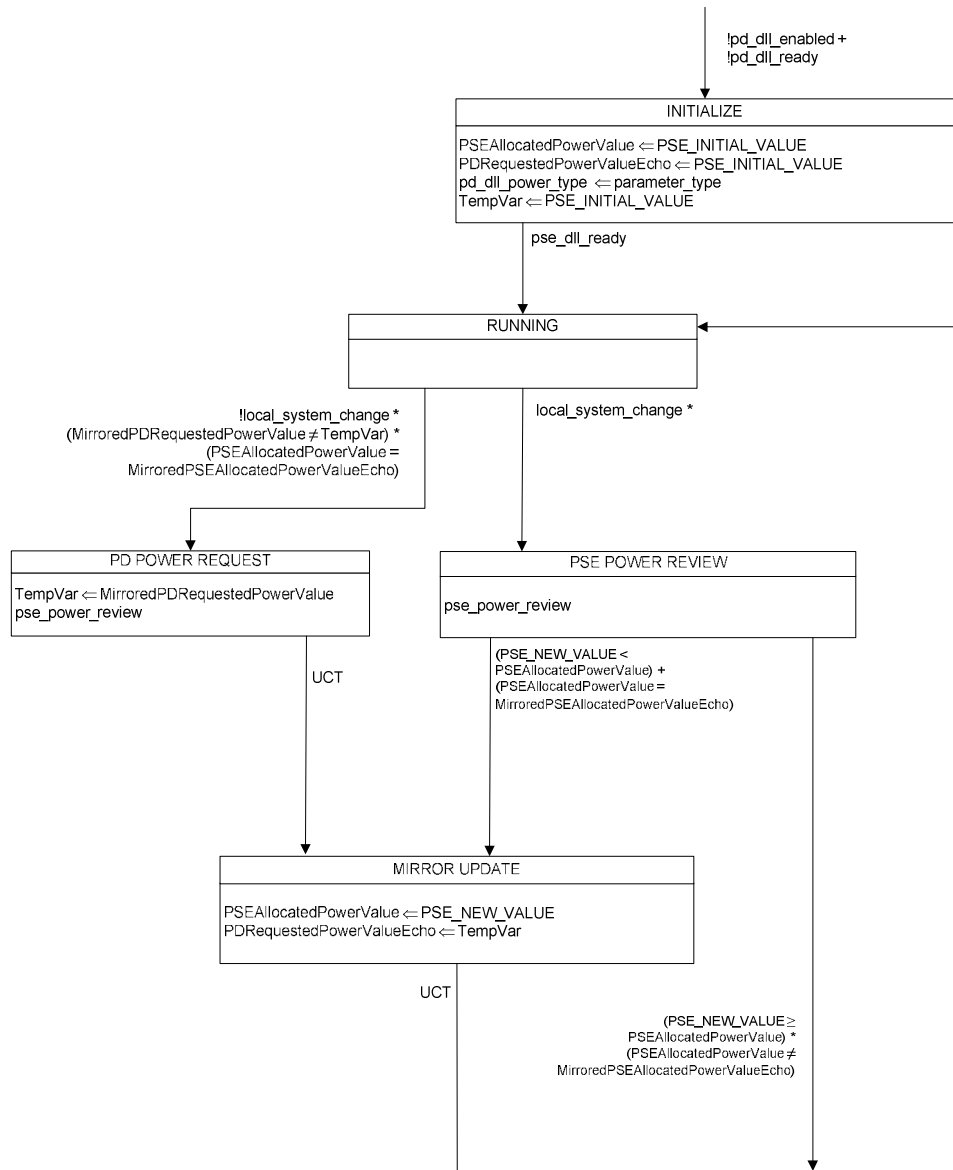 !pd_dll_enabled +
!pd_dll_ready
INITIALIZE
PSEAllocatedPowerValue ⇐ PSE_INITIAL_VALUE
PDRequestedPowerValueEcho ⇐ PSE_INITIAL_VALUE
pd_dll_power_type ⇐ parameter_type
TempVar ⇐ PSE_INITIAL_VALUE
pse_dll_ready
RUNNING
!local_system_change *
(MirroredPDRequestedPowerValue ≠ TempVar) *
(PSEAllocatedPowerValue =
MirroredPSEAllocatedPowerValueEcho)
local_system_change *
PD POWER REQUEST
TempVar ⇐ MirroredPDRequestedPowerValue
pse_power_review
PSE POWER REVIEW
pse_power_review
UCT
(PSE_NEW_VALUE <
PSEAllocatedPowerValue) +
(PSEAllocatedPowerValue =
MirroredPSEAllocatedPowerValueEcho)
MIRROR UPDATE
PSEAllocatedPowerValue ⇐ PSE_NEW_VALUE
PDRequestedPowerValueEcho ⇐ TempVar
UCT
(PSE_NEW_VALUE ≥
PSEAllocatedPowerValue) *
(PSEAllocatedPowerValue ≠
MirroredPSEAllocatedPowerValueEcho)